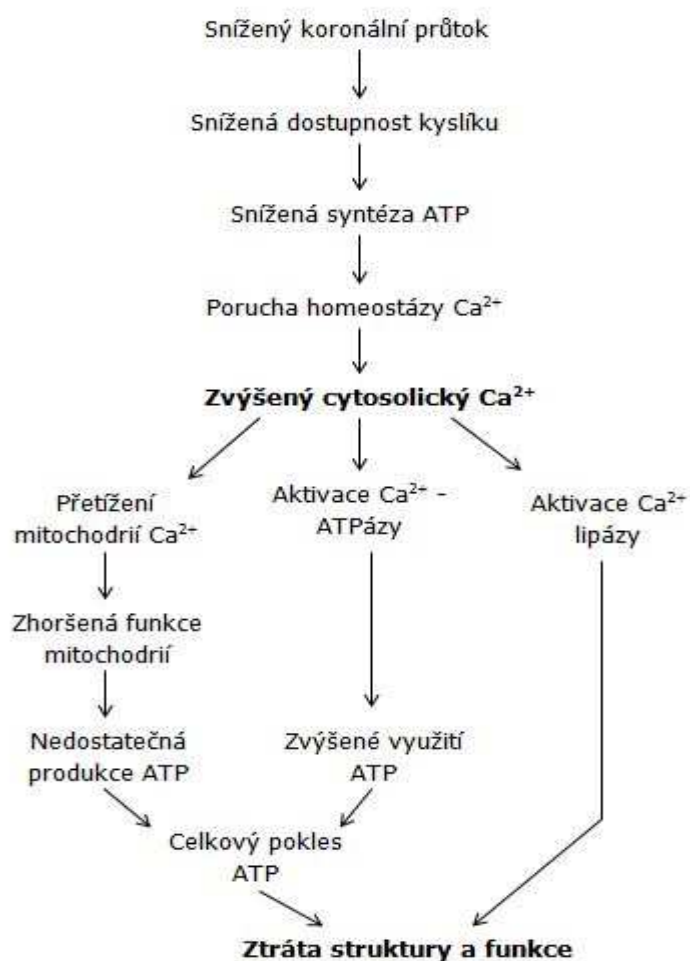 Snížený koronální průtok
Snížená dostupnost kyslíku
Snížená syntéza ATP
Porucha homeostázy Ca²⁺
Zvýšený cytosolický Ca²⁺
Přetížení
mitochodrií Ca²⁺
Aktivace Ca²⁺ -
ATPázy
Aktivace Ca²⁺
lipázy
Zhoršená funkce
mitochodrií
Nedostatečná
produkce ATP
Zvýšené využití
ATP
Celkový pokles
ATP
Ztráta struktury a funkce